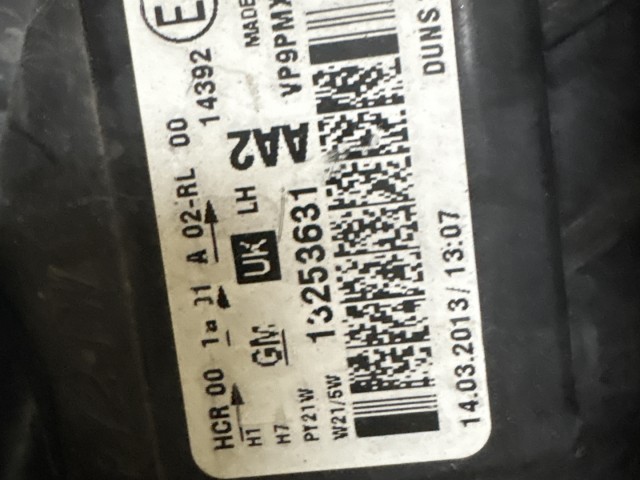 HCR 00 1a 01 A 02-RL 00
E
14392
H1
H7
GM UK LH AA2
AA
MADE
PY21W
W21/5W
13253631
VP9PMX
14.03.2013/13:07
DUNS